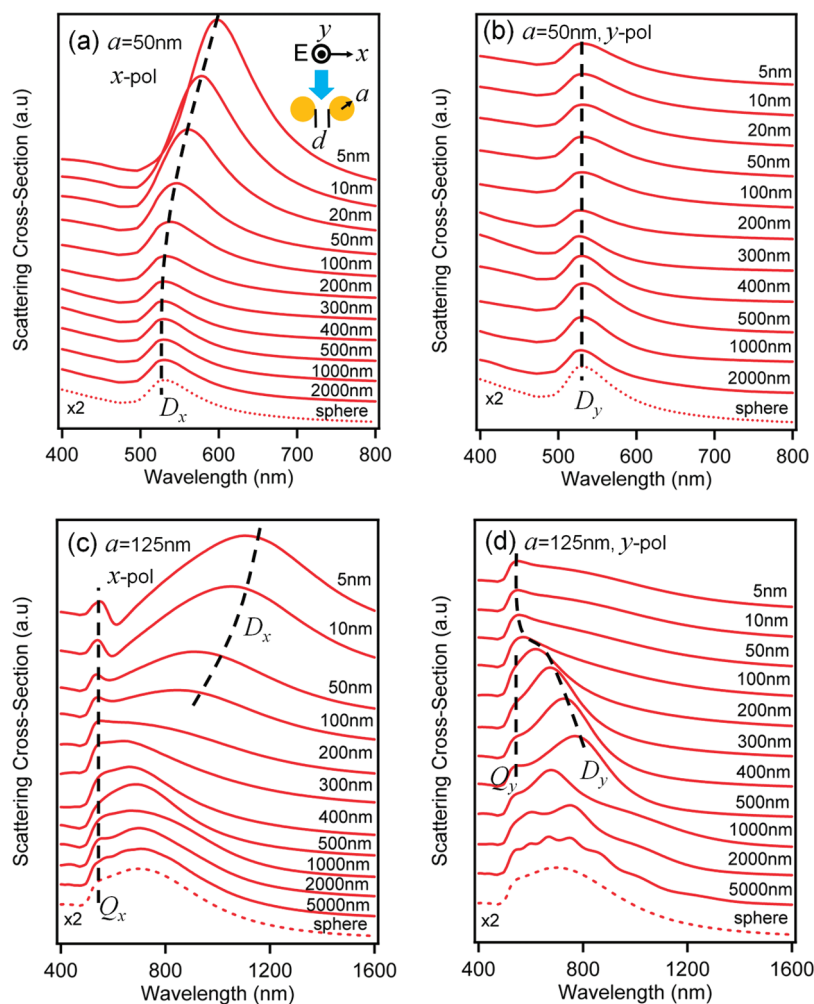 (a) a=50nm
x-pol
y
E x
a
d
5nm
10nm
20nm
50nm
100nm
200nm
300nm
400nm
500nm
1000nm
2000nm
x2 Dx sphere
400 500 600 700 800
Wavelength (nm)
Scattering Cross-Section (a.u)
(b) a=50nm, y-pol
5nm
10nm
20nm
50nm
100nm
200nm
300nm
400nm
500nm
1000nm
2000nm
x2 Dy sphere
400 500 600 700 800
Wavelength (nm)
Scattering Cross-Section (a.u)
(c) a=125nm
x-pol
5nm
Dx
10nm
50nm
100nm
200nm
300nm
400nm
500nm
1000nm
2000nm
Qx 5000nm
x2 sphere
400 800 1200 1600
Wavelength (nm)
Scattering Cross-Section (a.u)
(d) a=125nm, y-pol
5nm
10nm
50nm
100nm
200nm
300nm
Qy Dy 400nm
500nm
1000nm
2000nm
5000nm
x2 sphere
400 800 1200 1600
Wavelength (nm)
Scattering Cross-Section (a.u)